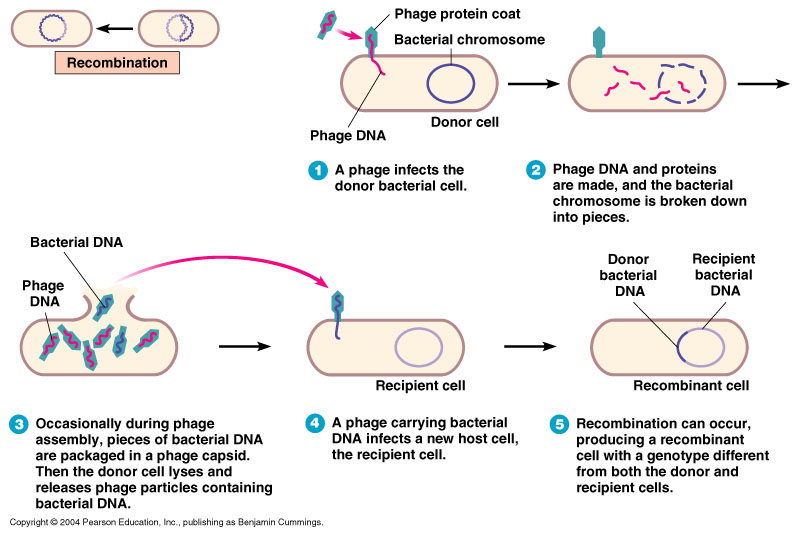 Recombination
Phage protein coat
Bacterial chromosome
Phage DNA
Donor cell
1 A phage infects the
donor bacterial cell.
2 Phage DNA and proteins
are made, and the bacterial
chromosome is broken down
into pieces.
Bacterial DNA
Phage
DNA
3 Occasionally during phage
assembly, pieces of bacterial DNA
are packaged in a phage capsid.
Then the donor cell lyses and
releases phage particles containing
bacterial DNA.
Recipient cell
4 A phage carrying bacterial
DNA infects a new host cell,
the recipient cell.
Donor
bacterial
DNA
Recipient
bacterial
DNA
Recombinant cell
5 Recombination can occur,
producing a recombinant
cell with a genotype different
from both the donor and
recipient cells.
Copyright © 2004 Pearson Education, Inc., publishing as Benjamin Cummings.